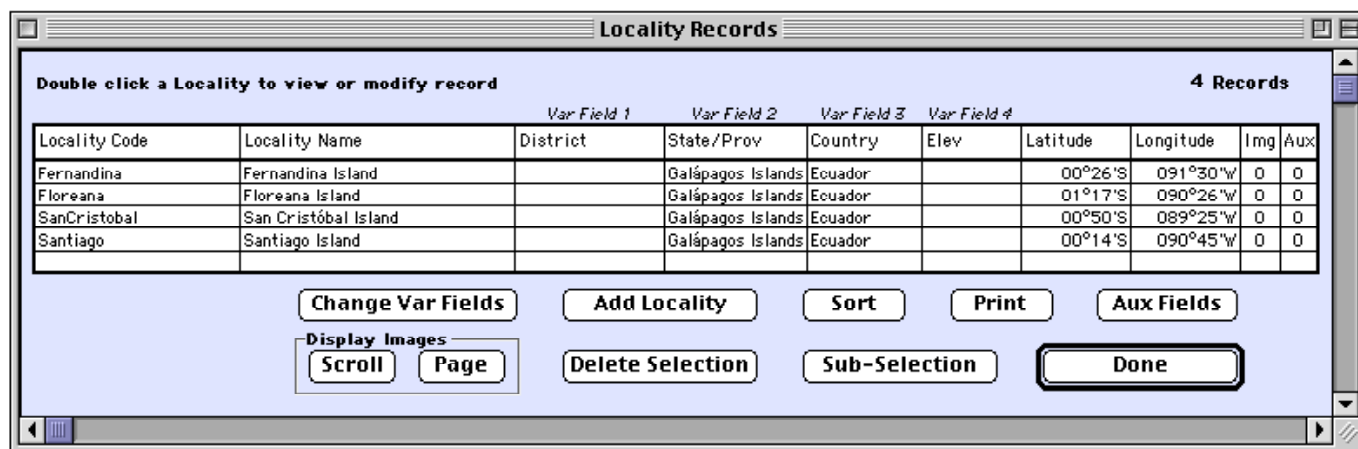 Locality Records
Double click a Locality to view or modify record 4 Records
Var Field 1 Var Field 2 Var Field 3 Var Field 4
Locality Code Locality Name District State/Prov Country Elev Latitude Longitude Img Aux
Fernandina Fernandina Island Galápagos Islands Ecuador 00°26'S 091°30'W 0 0
Floreana Floreana Island Galápagos Islands Ecuador 01°17'S 090°26'W 0 0
SanCristobal San Cristóbal Island Galápagos Islands Ecuador 00°50'S 089°25'W 0 0
Santiago Santiago Island Galápagos Islands Ecuador 00°14'S 090°45'W 0 0
Change Var Fields Add Locality Sort Print Aux Fields
Display Images
Scroll Page Delete Selection Sub-Selection Done